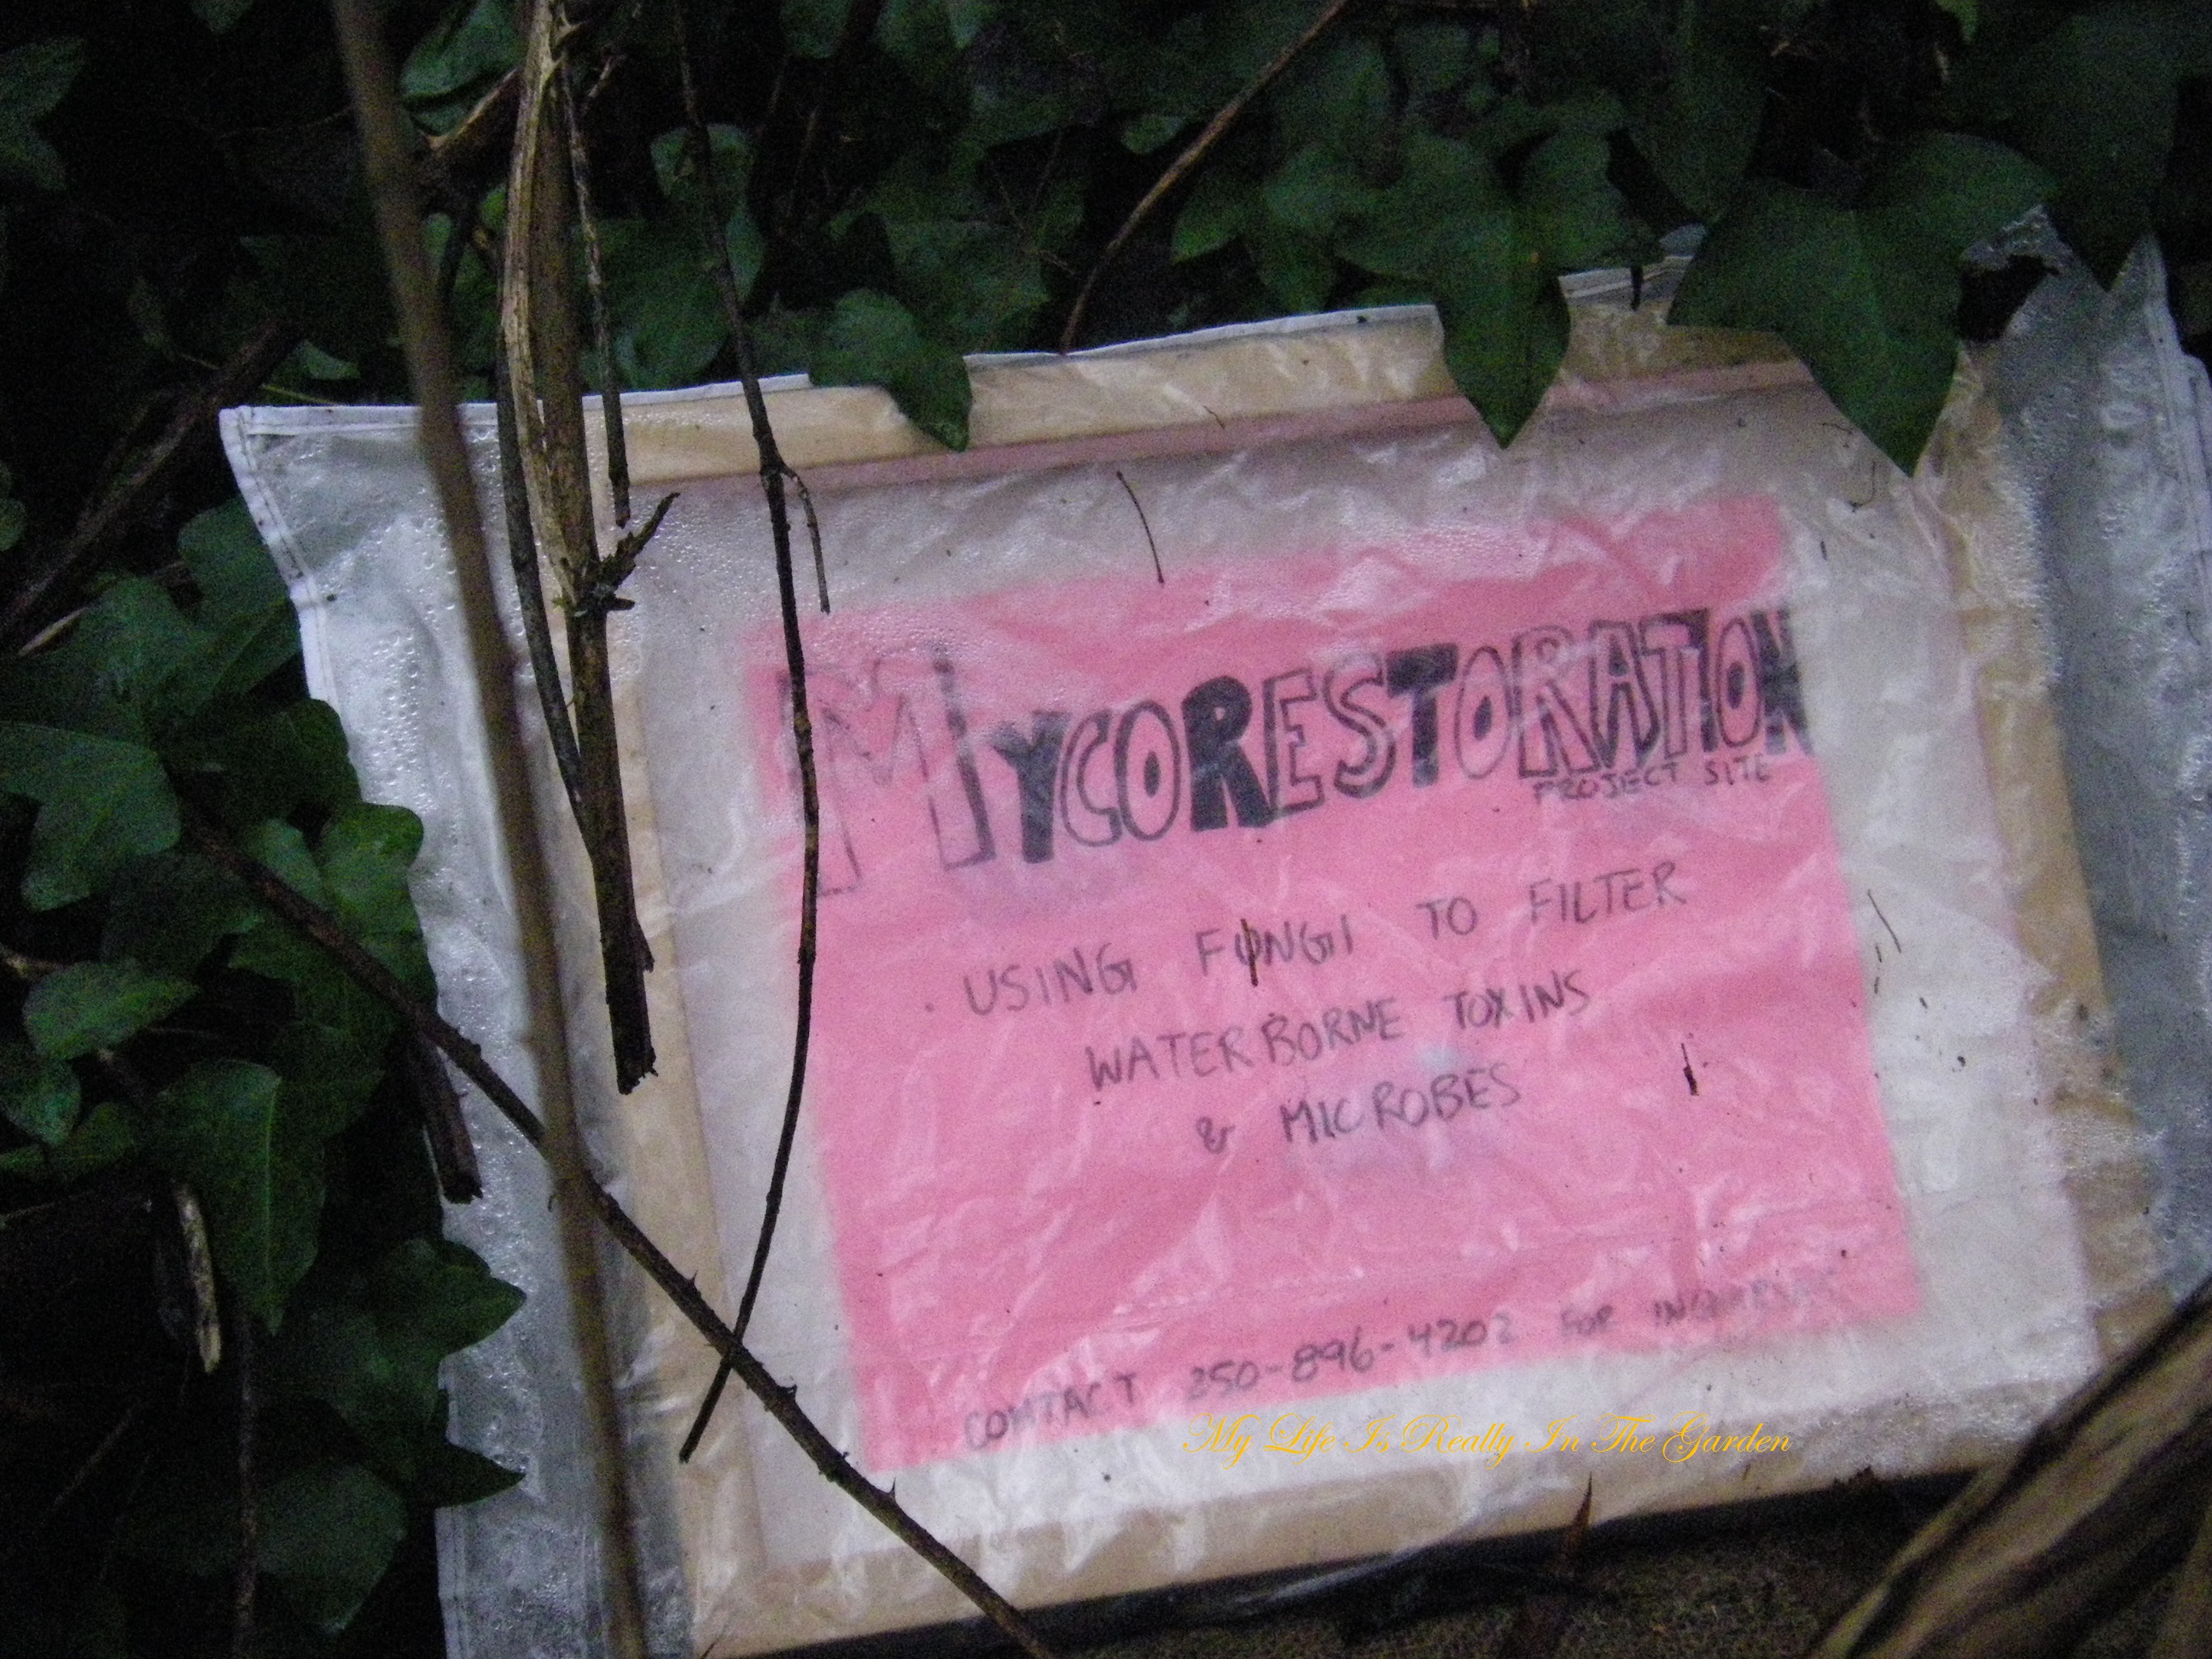 MYCORESTORATION
PROJECT SITE
. USING FUNGI TO FILTER
WATERBORNE TOXINS
& MICROBES
CONTACT 250-896-4202 FOR
My Life Is Really In The Garden